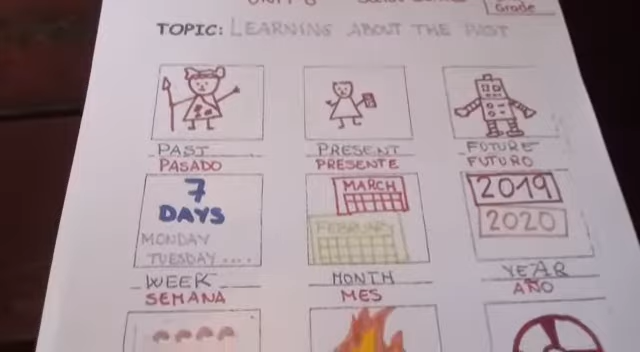 Grade
TOPIC: LEARNING ABOUT THE PAST
PAST PRESENT FUTURE
PASADO PRESENTE FUTURO
7
DAYS
MONDAY
TUESDAY ....
MARCH
FEBRUARY
2019
2020
WEEK MONTH YEAR
SEMANA MES AÑO